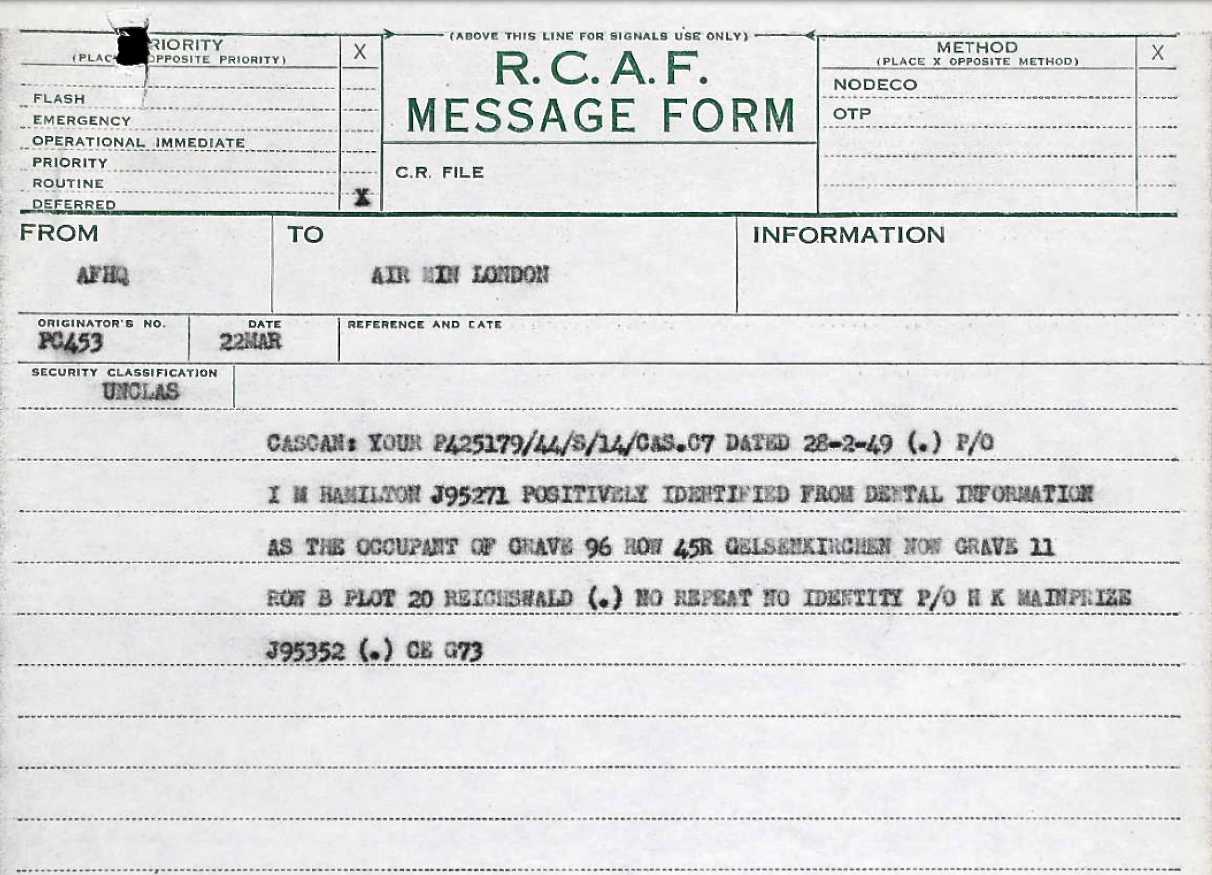 (ABOVE THIS LINE FOR SIGNALS USE ONLY)
RIORITY
(PLAC OPPOSITE PRIORITY)
X
R.C.A.F.
MESSAGE FORM
METHOD
(PLACE X OPPOSITE METHOD)
X
FLASH
EMERGENCY
OPERATIONAL IMMEDIATE
PRIORITY
ROUTINE
DEFERRED
X
C.R. FILE
NODECO
OTP
FROM
AFHQ
TO
AIR MIN LONDON
INFORMATION
ORIGINATOR'S NO.
PC453
DATE
22MAR
REFERENCE AND DATE
SECURITY CLASSIFICATION
UNCLAS
CASCAN: YOUR P425179/44/S/14/CAS.C7 DATED 28-2-49 (.) P/O
I M HAMILTON J95271 POSITIVELY IDENTIFIED FROM DENTAL INFORMATION
AS THE OCCUPANT OF GRAVE 96 ROW 45R GELSENKIRCHEN NOW GRAVE 11
ROW B PLOT 20 REICHSWALD (.) NO REPEAT NO IDENTITY P/O H K MAINPRIZE
J95352 (.) CE G73